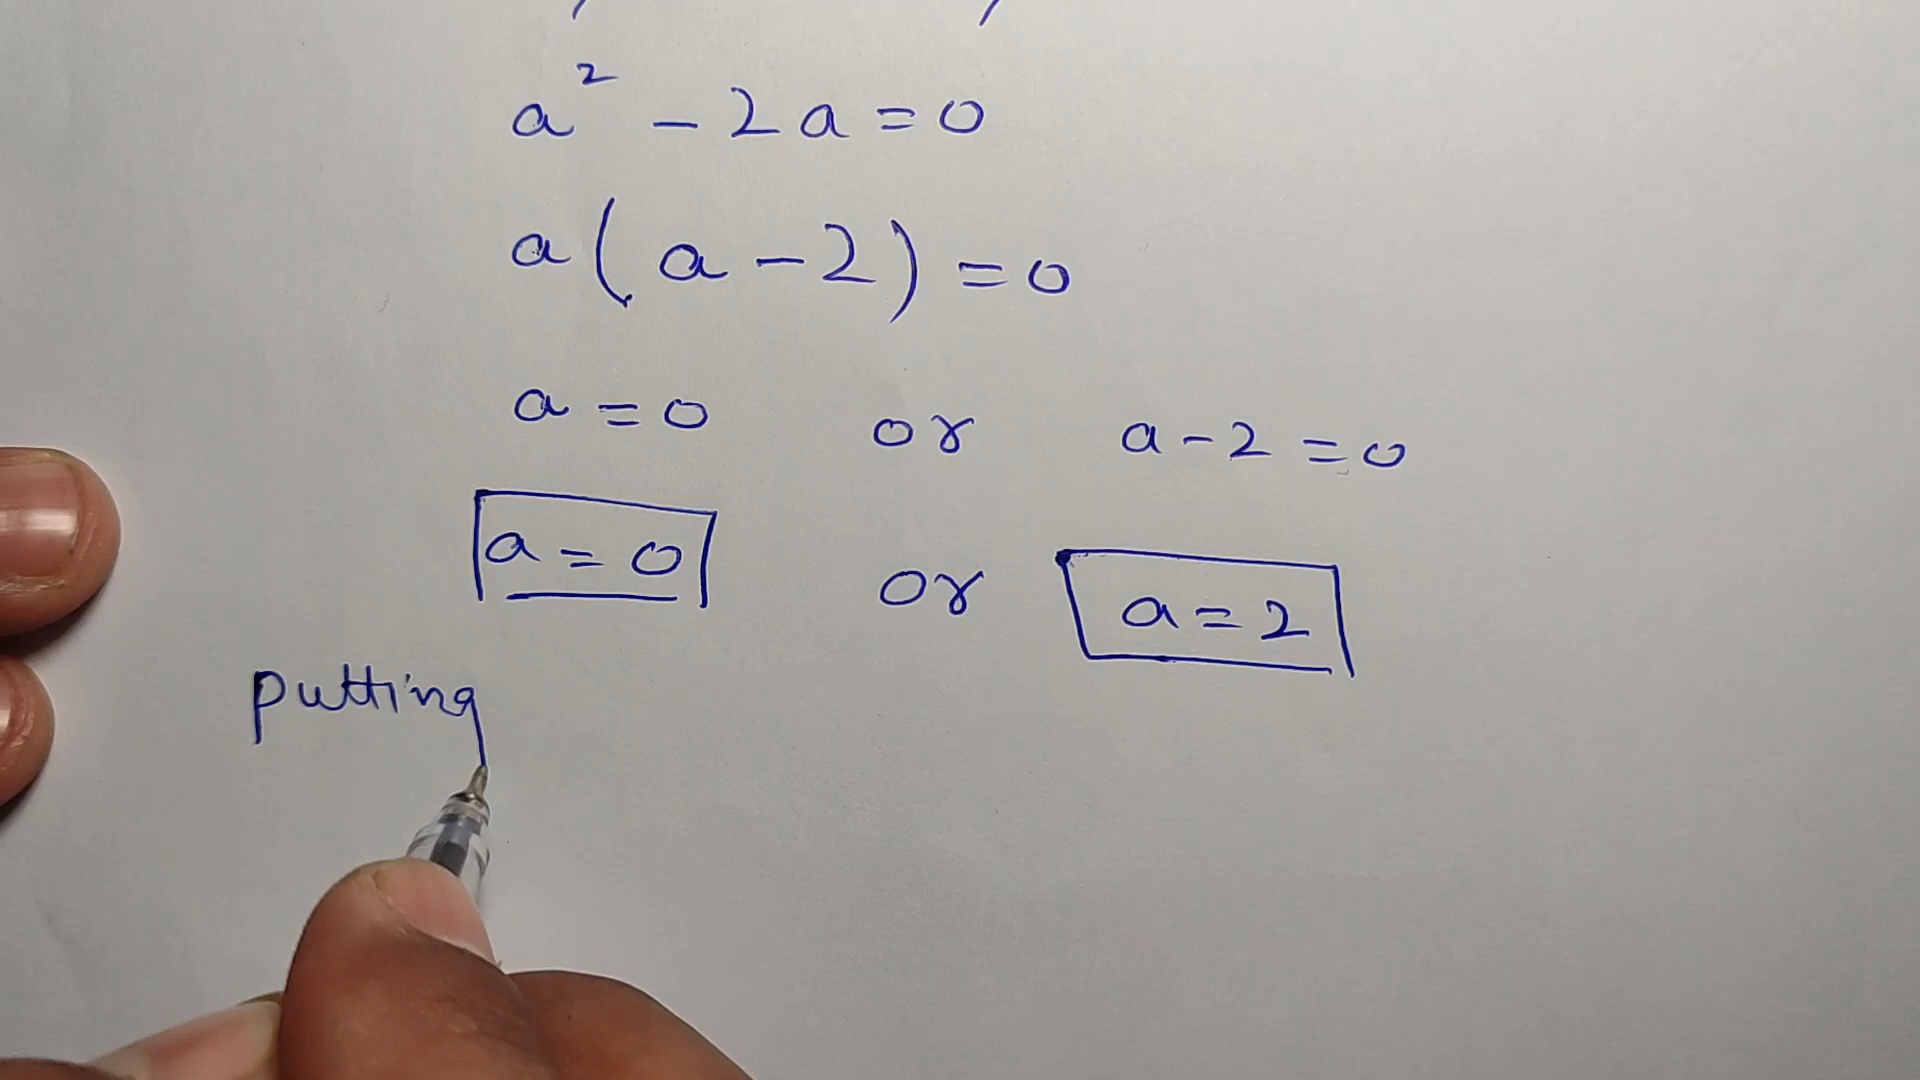 a² - 2a = 0
a(a - 2) = 0
a = 0 or a - 2 = 0
a = 0 or a = 2
putting